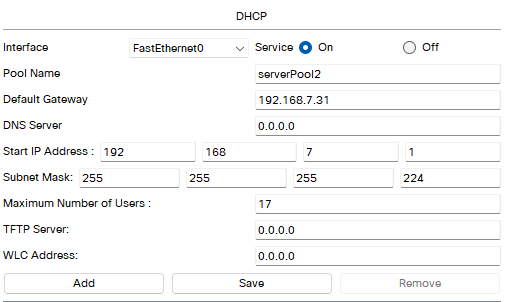 DHCP
Interface FastEthernet0 Service On Off
Pool Name serverPool2
Default Gateway 192.168.7.31
DNS Server 0.0.0.0
Start IP Address : 192 168 7 1
Subnet Mask: 255 255 255 224
Maximum Number of Users : 17
TFTP Server: 0.0.0.0
WLC Address: 0.0.0.0
Add Save Remove